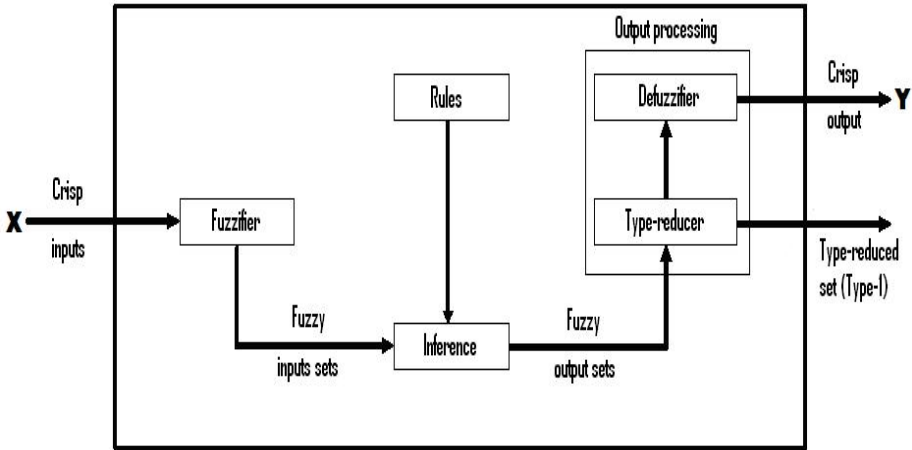 Output processing
Rules
Defuzzifier
Crisp
output
Y
X
Crisp
inputs
Fuzzifier
Type-reducer
Type-reduced
set (Type-1)
Fuzzy
inputs sets
Inference
Fuzzy
output sets